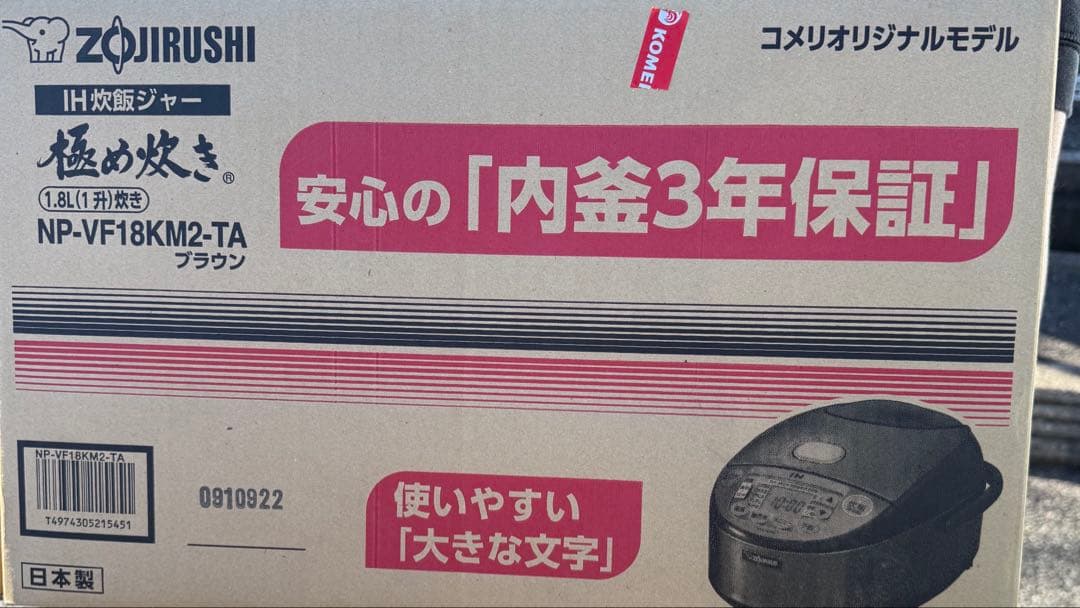 ZOJIRUSHI
コメリオリジナルモデル
KOMERI
IH炊飯ジャー
極め炊き®
1.8L(1升)炊き
NP-VF18KM2-TA
ブラウン
安心の「内釜3年保証」
NP-VF18KM2-TA
T4974305215451
0910922
使いやすい
「大きな文字」
日本製
10:00
ZOJIRUSHI